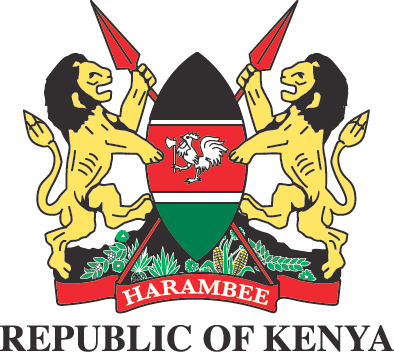 HARAMBEE
REPUBLIC OF KENYA